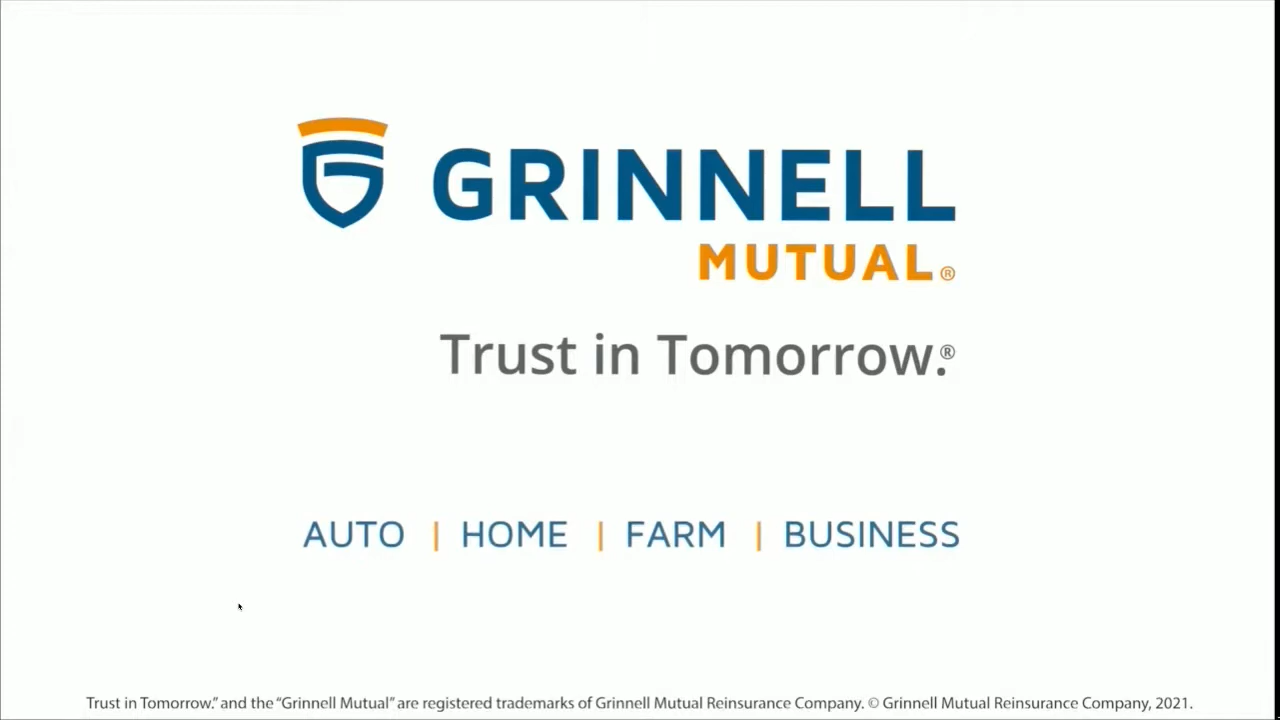 GRINNELL
MUTUAL®
Trust in Tomorrow.®
AUTO | HOME | FARM | BUSINESS
Trust in Tomorrow.” and the “Grinnell Mutual” are registered trademarks of Grinnell Mutual Reinsurance Company. © Grinnell Mutual Reinsurance Company, 2021.